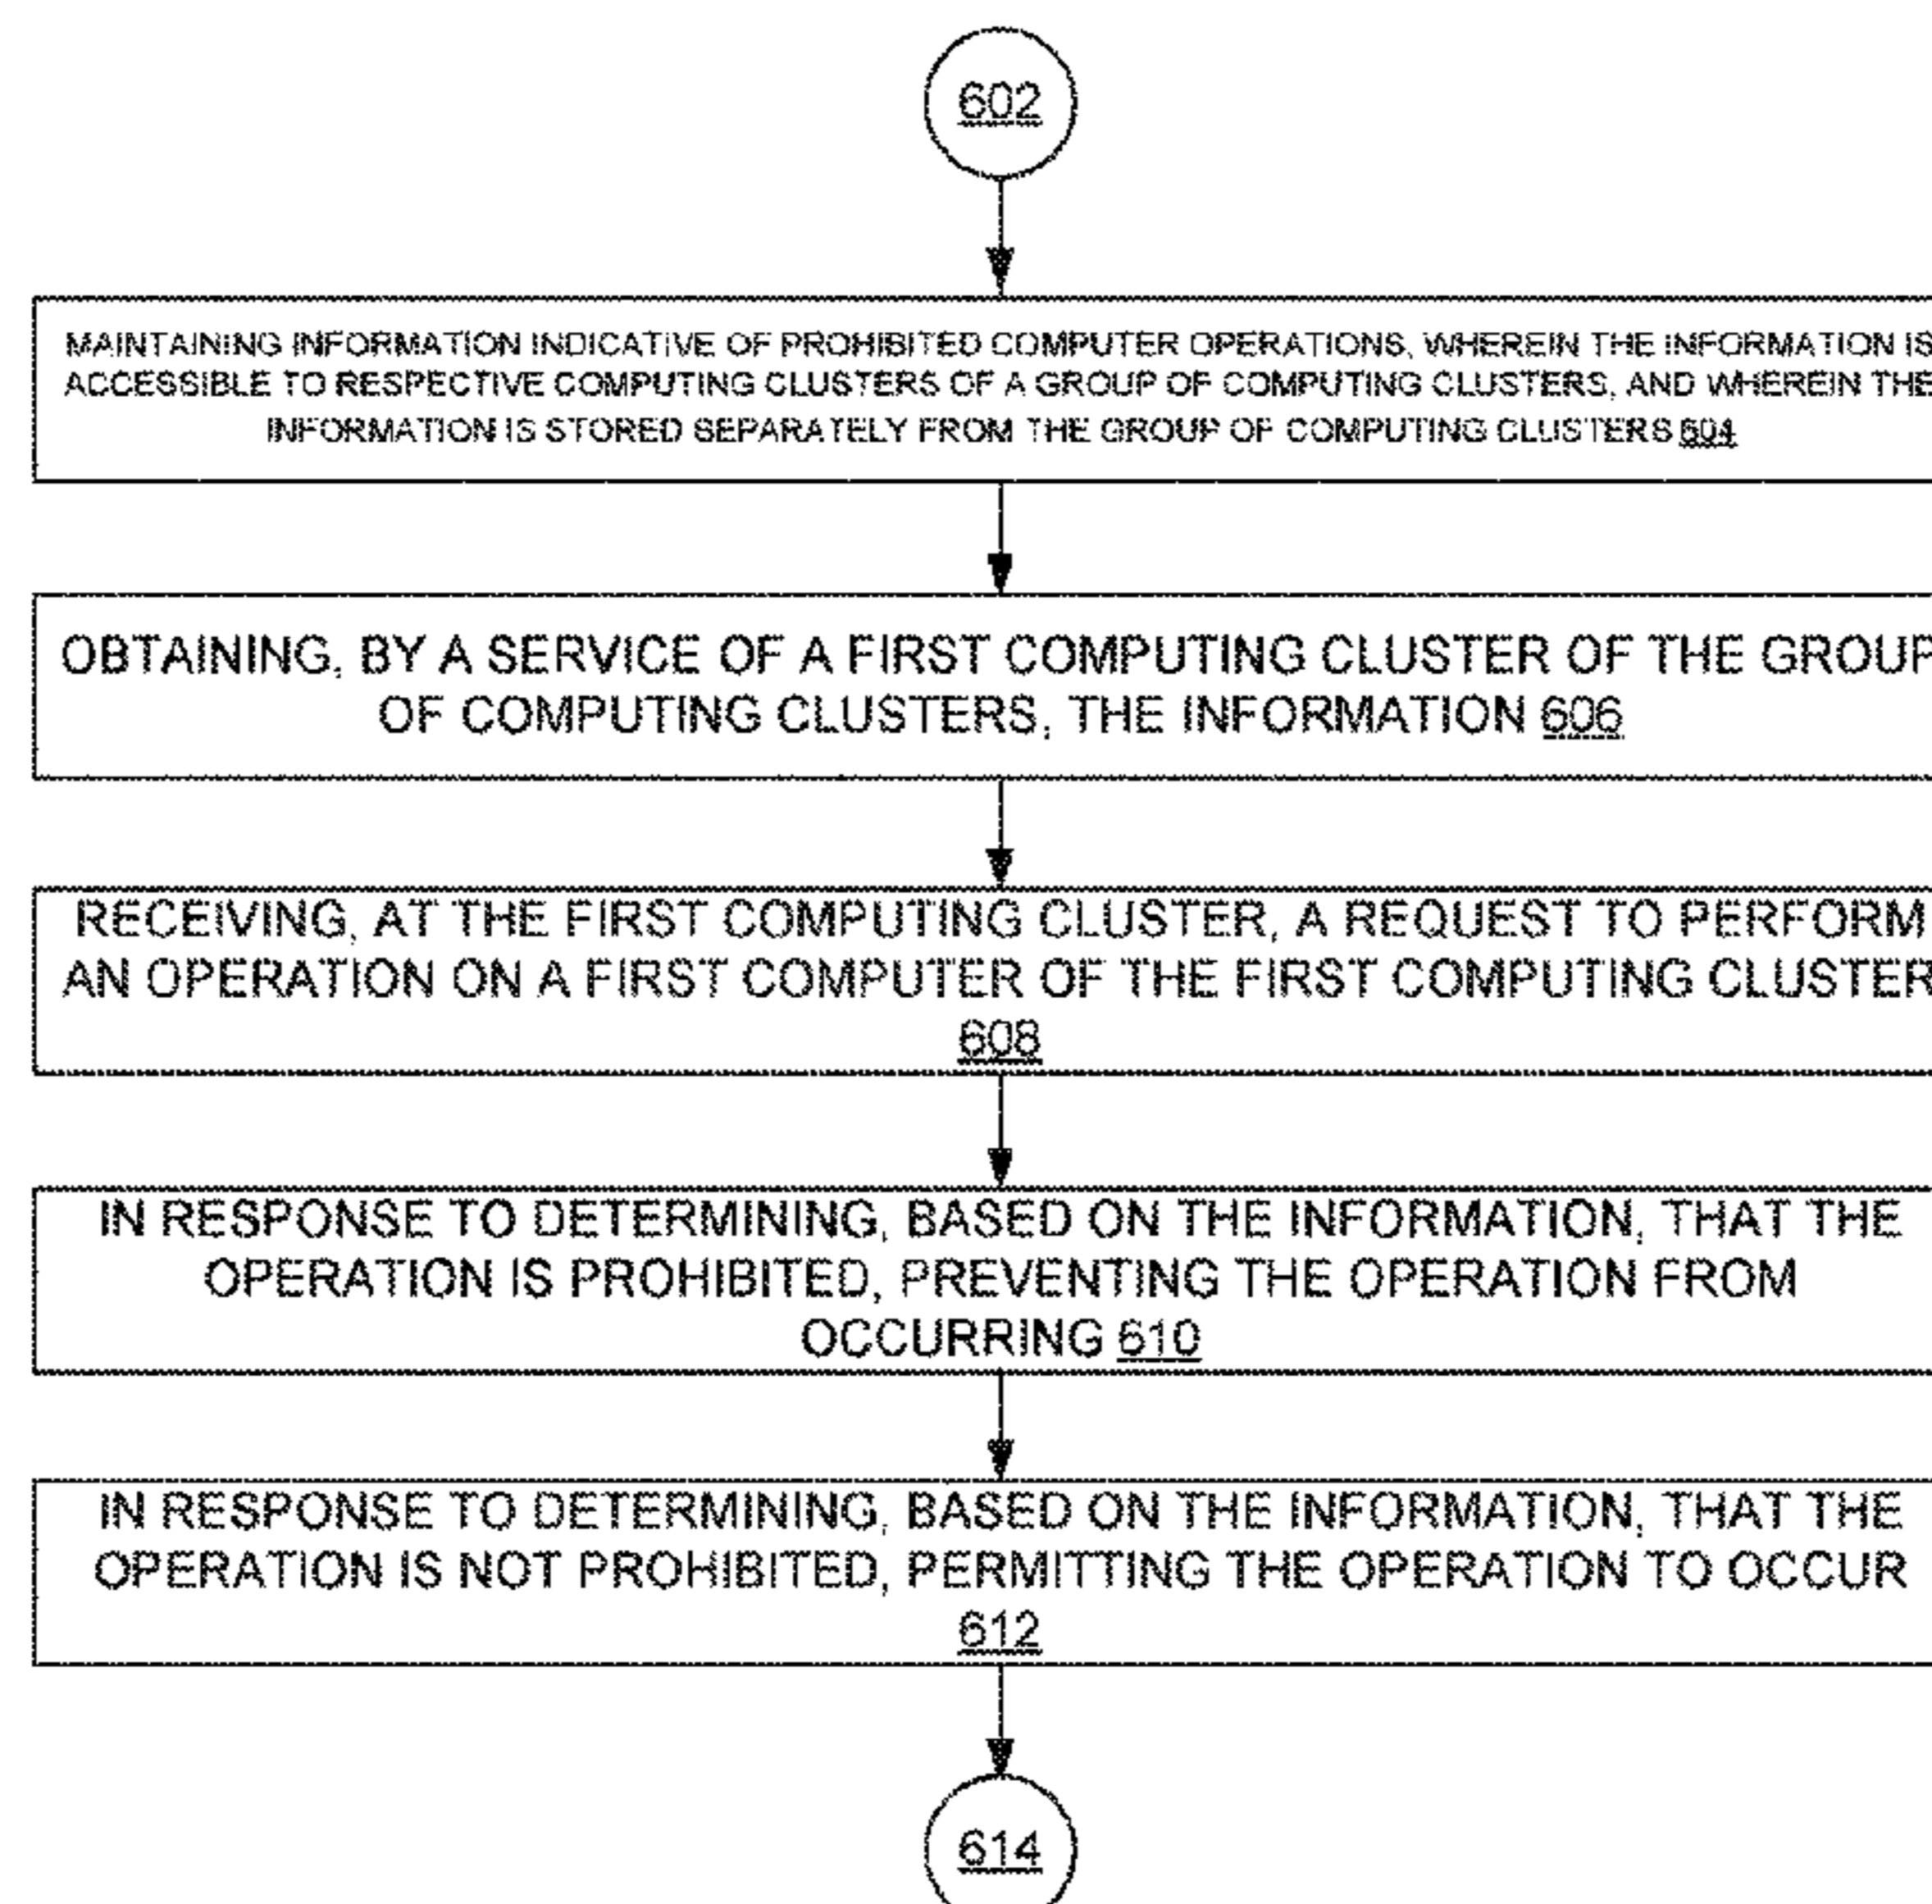 602
MAINTAINING INFORMATION INDICATIVE OF PROHIBITED COMPUTER OPERATIONS, WHEREIN THE INFORMATION IS
ACCESSIBLE TO RESPECTIVE COMPUTING CLUSTERS OF A GROUP OF COMPUTING CLUSTERS, AND WHEREIN THE
INFORMATION IS STORED SEPARATELY FROM THE GROUP OF COMPUTING CLUSTERS 604
OBTAINING, BY A SERVICE OF A FIRST COMPUTING CLUSTER OF THE GROUP
OF COMPUTING CLUSTERS, THE INFORMATION 606
RECEIVING, AT THE FIRST COMPUTING CLUSTER, A REQUEST TO PERFORM
AN OPERATION ON A FIRST COMPUTER OF THE FIRST COMPUTING CLUSTER
608
IN RESPONSE TO DETERMINING, BASED ON THE INFORMATION, THAT THE
OPERATION IS PROHIBITED, PREVENTING THE OPERATION FROM
OCCURRING 610
IN RESPONSE TO DETERMINING, BASED ON THE INFORMATION, THAT THE
OPERATION IS NOT PROHIBITED, PERMITTING THE OPERATION TO OCCUR
612
614